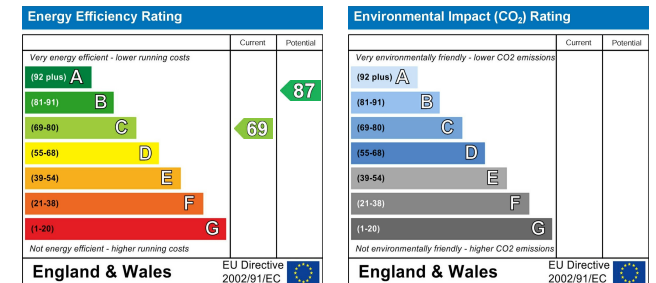 Energy Efficiency Rating
Current Potential
Very energy efficient - lower running costs
(92 plus) A
(81-91) B
87
(69-80) C
69
(55-68) D
(39-54) E
(21-38) F
(1-20) G
Not energy efficient - higher running costs
England & Wales
EU Directive
2002/91/EC
Environmental Impact (CO₂) Rating
Current Potential
Very environmentally friendly - lower CO2 emissions
(92 plus) A
(81-91) B
(69-80) C
(55-68) D
(39-54) E
(21-38) F
(1-20) G
Not environmentally friendly - higher CO2 emissions
England & Wales
EU Directive
2002/91/EC